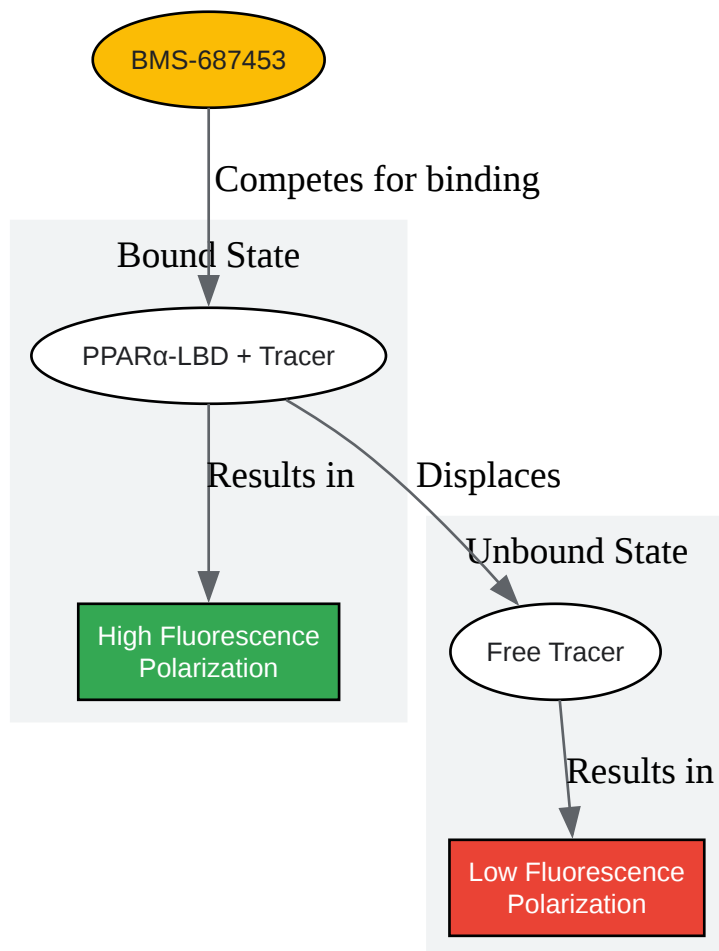 BMS-687453
Competes for binding
Bound State
PPARα-LBD + Tracer
Results in
Displaces
Unbound State
High Fluorescence
Polarization
Free Tracer
Results in
Low Fluorescence
Polarization